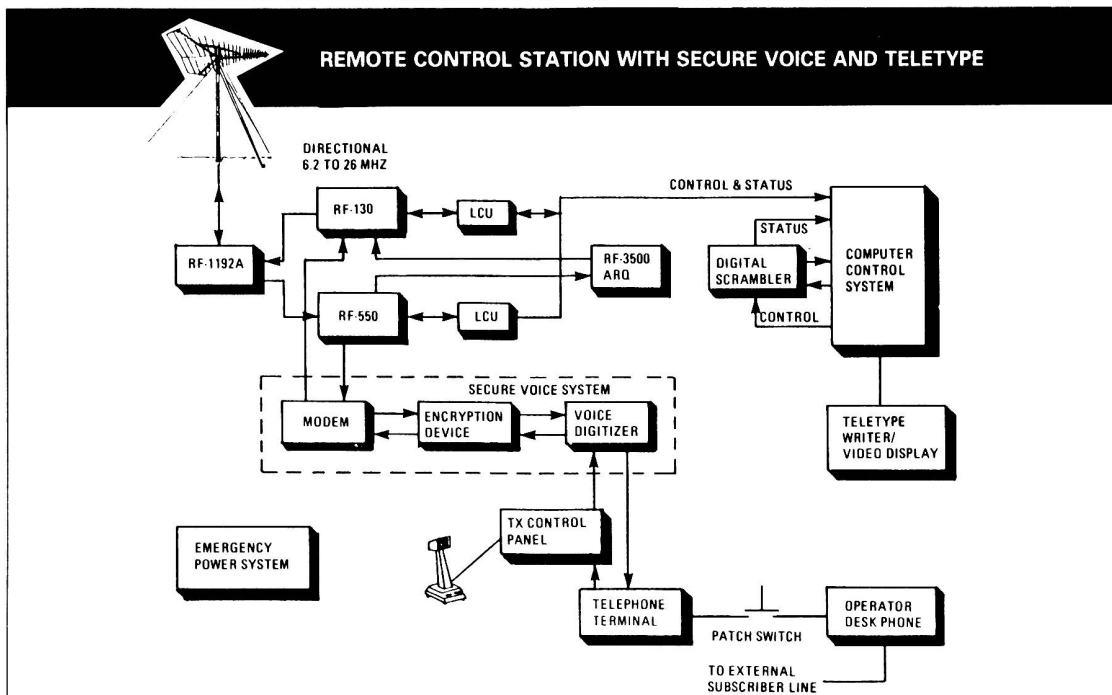 REMOTE CONTROL STATION WITH SECURE VOICE AND TELETYPE
DIRECTIONAL
6.2 TO 26 MHZ
CONTROL & STATUS
RF-130
LCU
STATUS
COMPUTER
CONTROL
SYSTEM
RF-1192A
RF-3500
ARQ
DIGITAL
SCRAMBLER
RF-550
LCU
CONTROL
SECURE VOICE SYSTEM
MODEM
ENCRYPTION
DEVICE
VOICE
DIGITIZER
TELETYPE
WRITER/
VIDEO DISPLAY
TX CONTROL
PANEL
EMERGENCY
POWER SYSTEM
TELEPHONE
TERMINAL
PATCH SWITCH
OPERATOR
DESK PHONE
TO EXTERNAL
SUBSCRIBER LINE